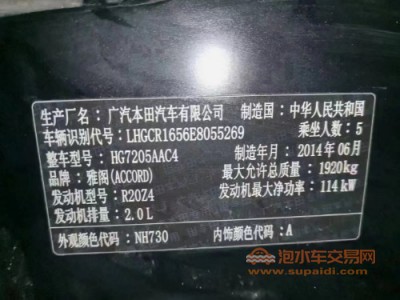 生产厂名：广汽本田汽车有限公司 制造国：中华人民共和国
车辆识别代号：LHGCR1656E8055269 乘坐人数：5
整车型号：HG7205AAC4 制造年月：2014年06月
品牌：雅阁(ACCORD) 最大允许总质量：1920kg
发动机型号：R20Z4 发动机最大净功率：114kW
发动机排量：2.0L
外观颜色代码：NH730 内饰颜色代码：A
泡水车交易网
www.supaidi.com